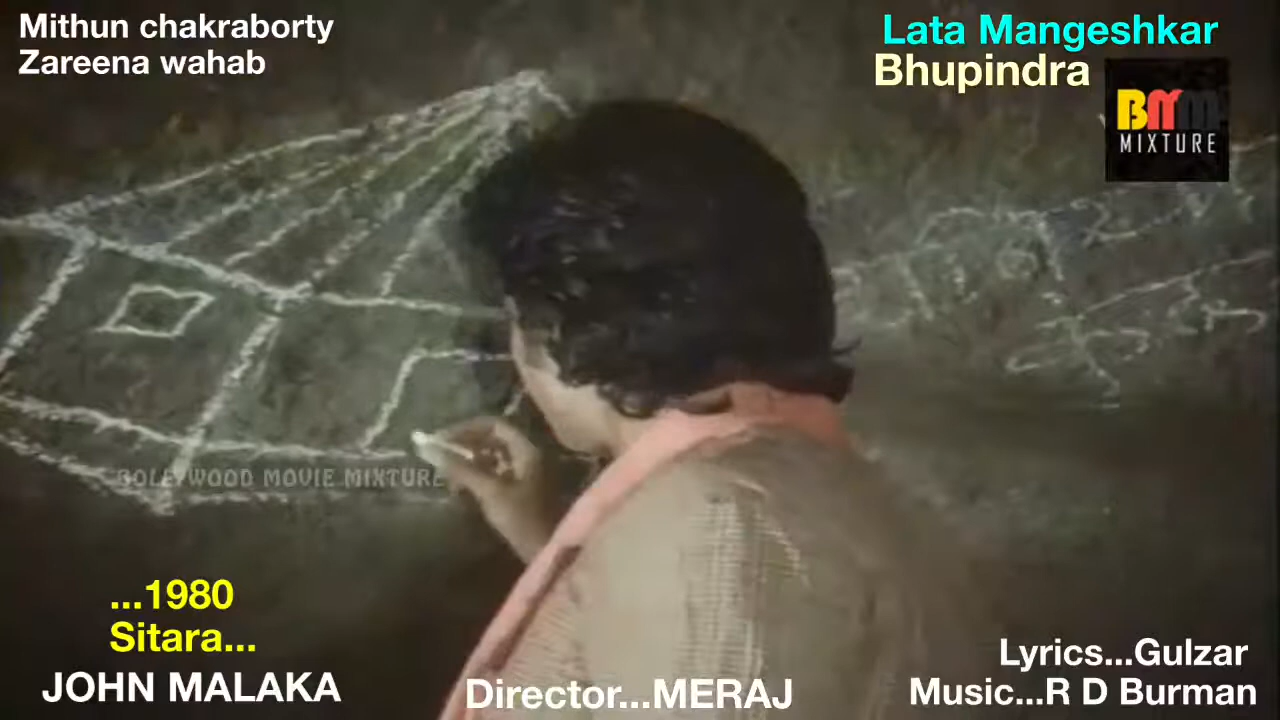 Mithun chakraborty
Zareena wahab
Lata Mangeshkar
Bhupindra
BMM
MIXTURE
BOLLYWOOD MOVIE MIXTURE
...1980
Sitara...
JOHN MALAKA
Director...MERAJ
Lyrics...Gulzar
Music...R D Burman